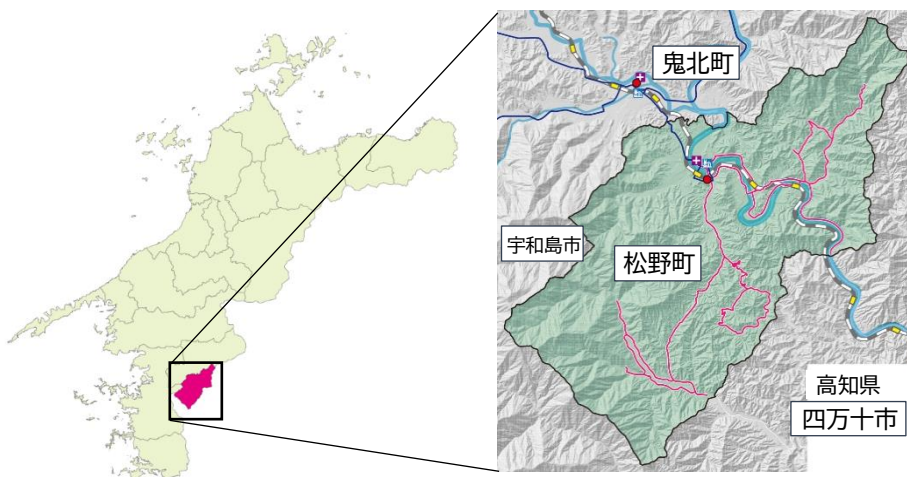 鬼北町
宇和島市
松野町
高知県
四万十市